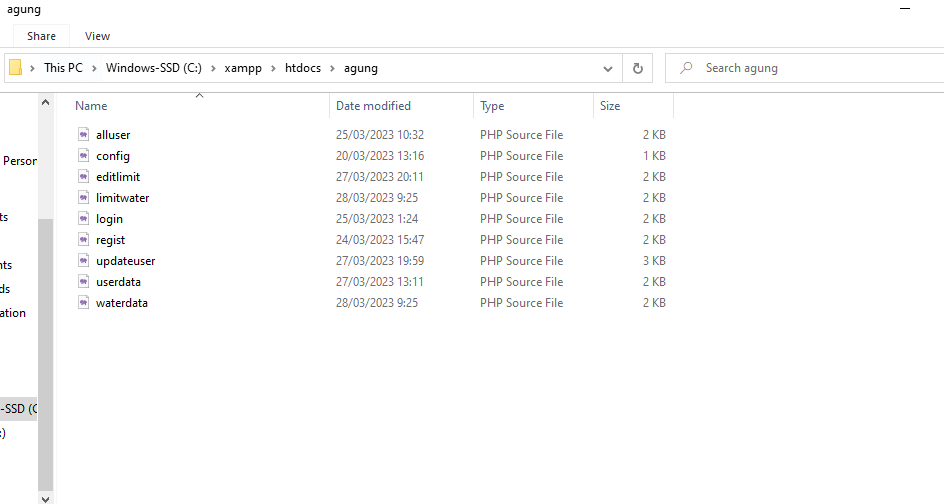 agung
Share View
This PC Windows-SSD (C:) xampp htdocs agung Search agung
Name Date modified Type Size
alluser 25/03/2023 10:32 PHP Source File 2 KB
config 20/03/2023 13:16 PHP Source File 1 KB
Person
editlimit 27/03/2023 20:11 PHP Source File 2 KB
limitwater 28/03/2023 9:25 PHP Source File 2 KB
ts
login 25/03/2023 1:24 PHP Source File 2 KB
regist 24/03/2023 15:47 PHP Source File 2 KB
nts
updateuser 27/03/2023 19:59 PHP Source File 3 KB
ds
userdata 27/03/2023 13:11 PHP Source File 2 KB
waterdata 28/03/2023 9:25 PHP Source File 2 KB
ation
-SSD (C
:)